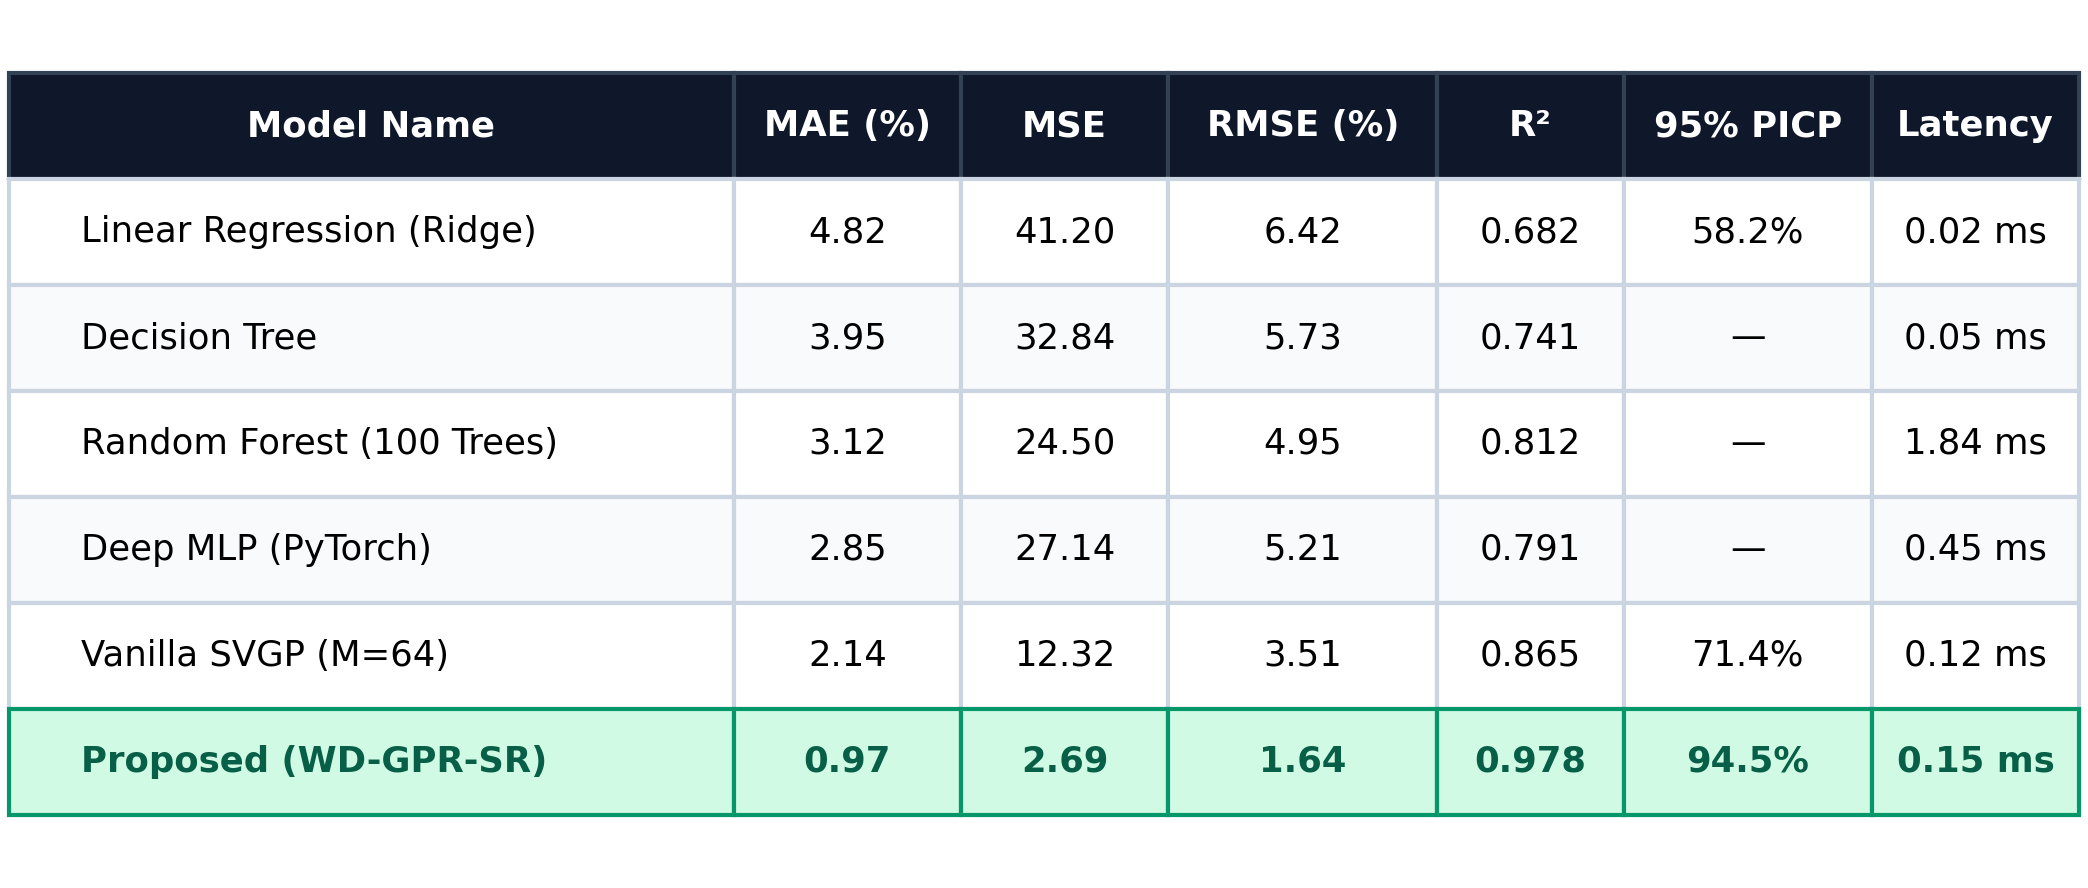 Model Name MAE (%) MSE RMSE (%) R² 95% PICP Latency
Linear Regression (Ridge) 4.82 41.20 6.42 0.682 58.2% 0.02 ms
Decision Tree 3.95 32.84 5.73 0.741 — 0.05 ms
Random Forest (100 Trees) 3.12 24.50 4.95 0.812 — 1.84 ms
Deep MLP (PyTorch) 2.85 27.14 5.21 0.791 — 0.45 ms
Vanilla SVGP (M=64) 2.14 12.32 3.51 0.865 71.4% 0.12 ms
Proposed (WD-GPR-SR) 0.97 2.69 1.64 0.978 94.5% 0.15 ms